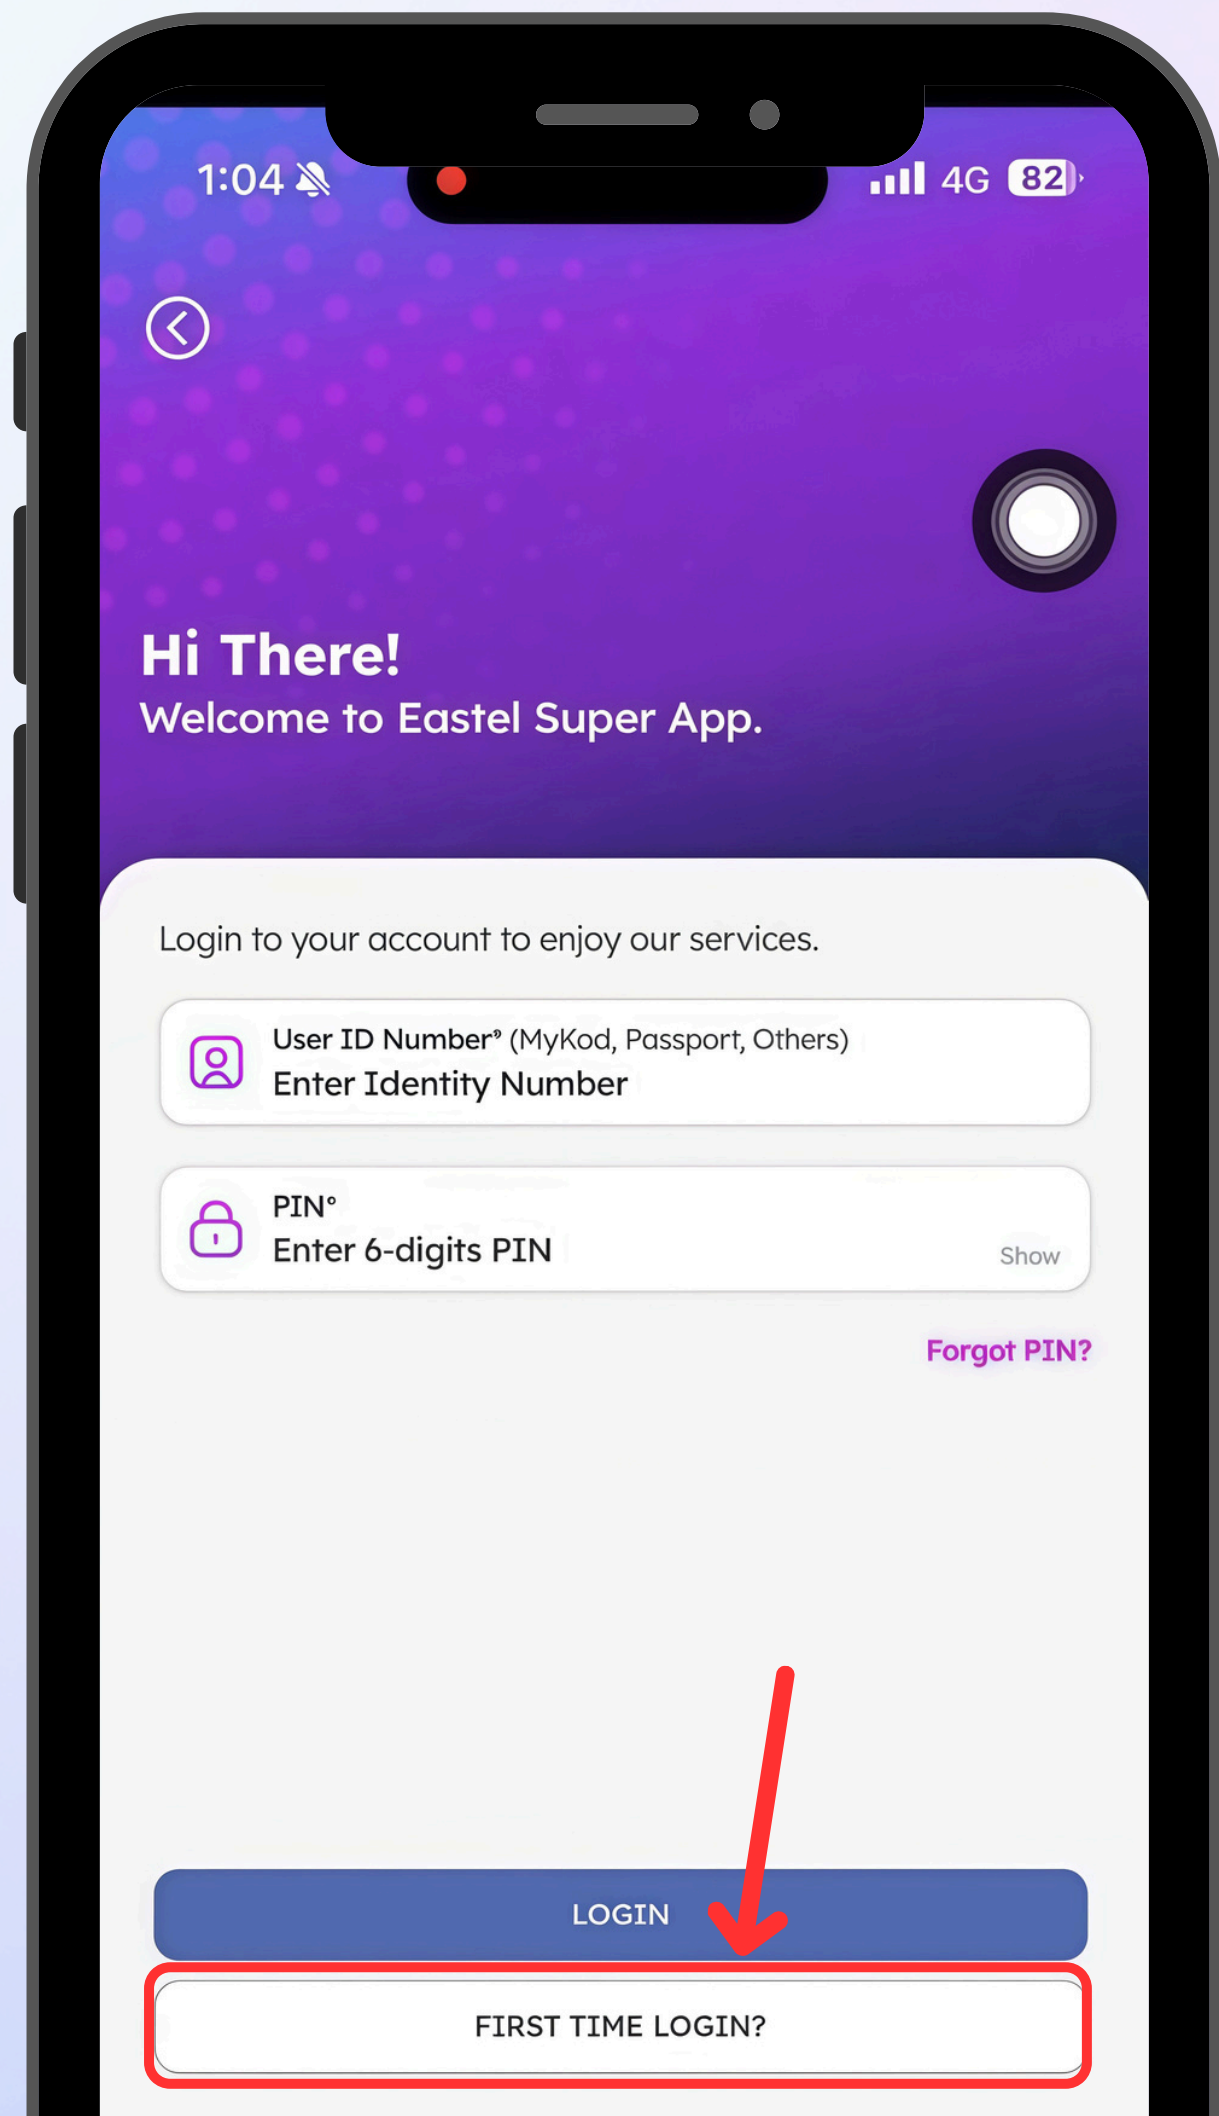 1:04
4G 82
Hi There!
Welcome to Eastel Super App.
Login to your account to enjoy our services.
User ID Number° (MyKod, Passport, Others)
Enter Identity Number
PIN°
Enter 6-digits PIN
Show
Forgot PIN?
LOGIN
FIRST TIME LOGIN?